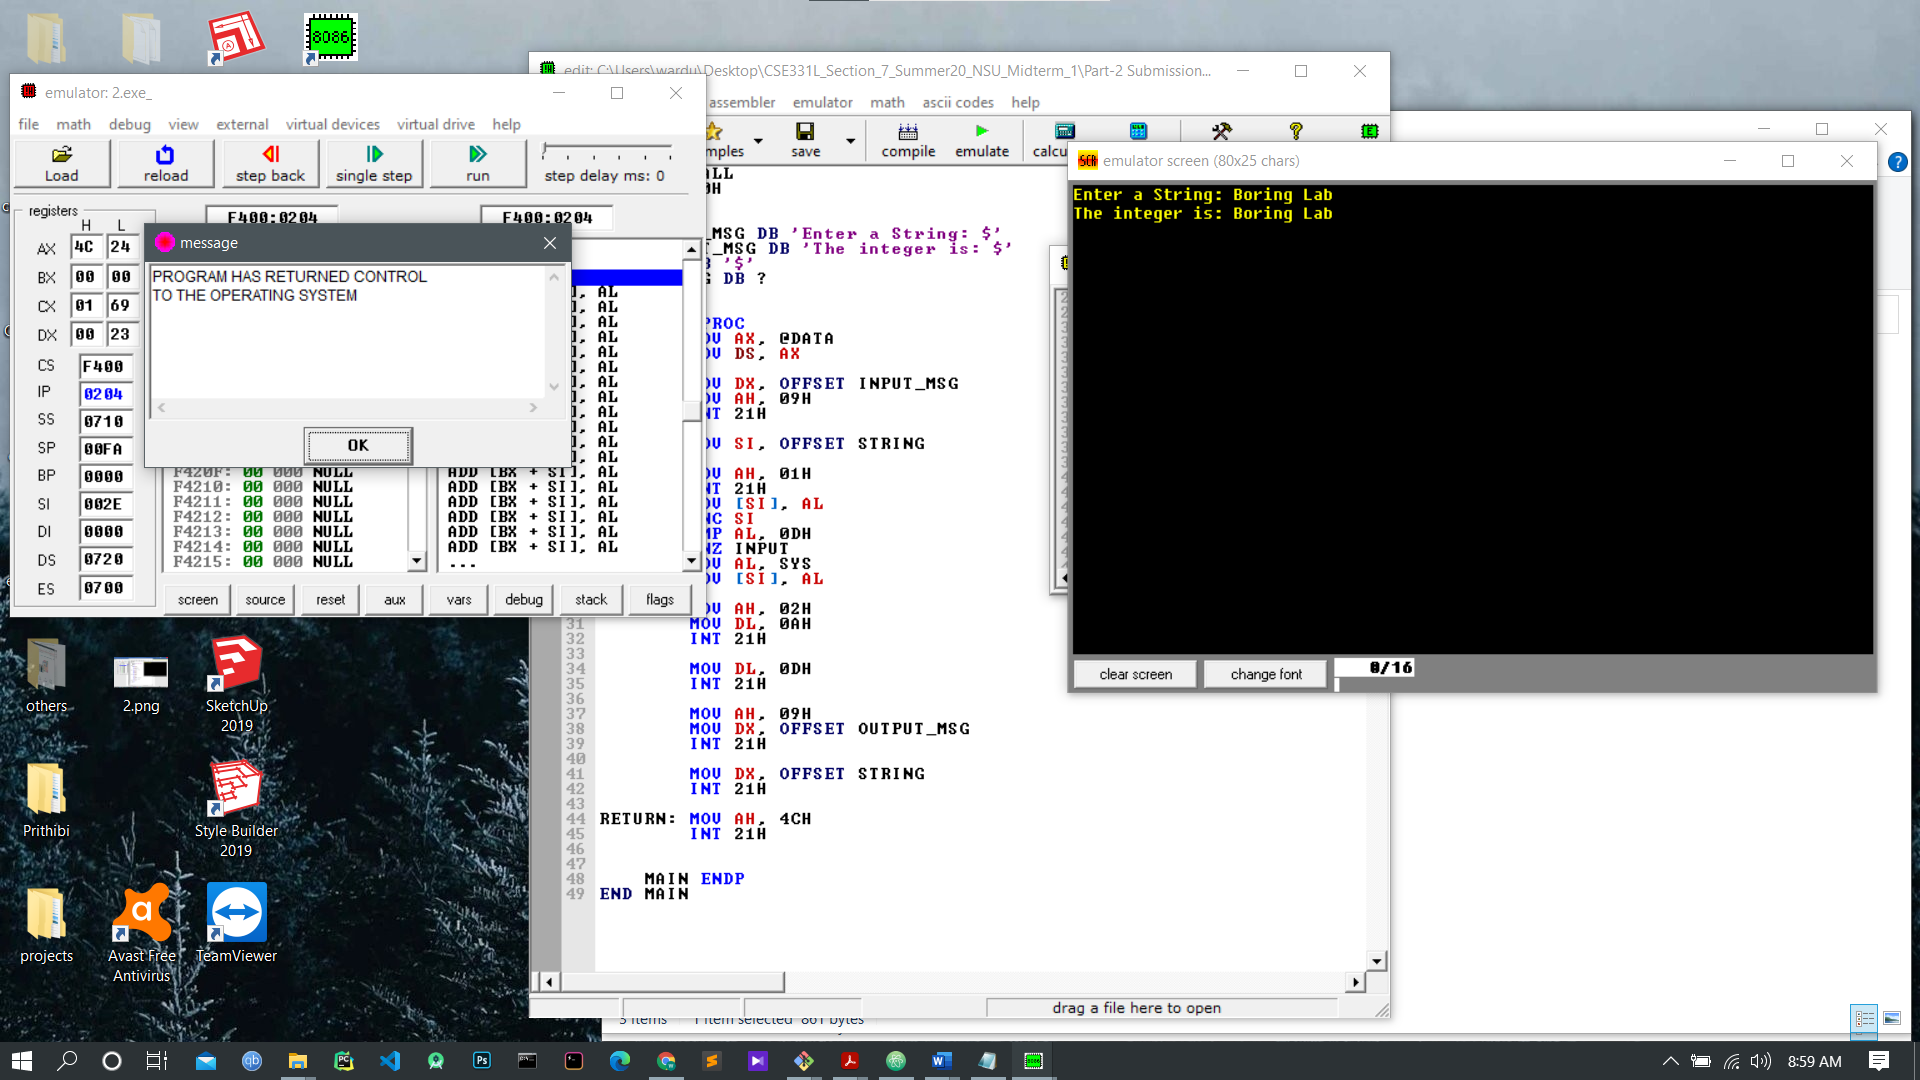 edit: C:\Users\wardu\Desktop\CSE331L_Section_7_Summer20_NSU_Midterm_1\Part-2 Submission...
assembler emulator math ascii codes help
save compile emulate
emulator: 2.exe_
file math debug view external virtual devices virtual drive help
Load reload step back single step run step delay ms: 0
registers F400:0204 F400:0204
H L
AX 4C 24
BX 00 00
CX 01 69
DX 00 23
CS F400
IP 0204
SS 0710
SP 00FA
BP 0000
SI 002E
DI 0000
DS 0720
ES 0700
message
PROGRAM HAS RETURNED CONTROL
TO THE OPERATING SYSTEM
OK
F420F: 00 000 NULL ADD [BX + SI], AL
F4210: 00 000 NULL ADD [BX + SI], AL
F4211: 00 000 NULL ADD [BX + SI], AL
F4212: 00 000 NULL ADD [BX + SI], AL
F4213: 00 000 NULL ADD [BX + SI], AL
F4214: 00 000 NULL ADD [BX + SI], AL
F4215: 00 000 NULL ...
screen source reset aux vars debug stack flags
_MSG DB 'Enter a String: $'
_MSG DB 'The integer is: $'
'$'
DB ?
PROC
AX, @DATA
DS, AX
DX, OFFSET INPUT_MSG
AH, 09H
21H
SI, OFFSET STRING
AH, 01H
21H
[SI], AL
SI
AL, 0DH
INPUT
AL, SYS
[SI], AL
AH, 02H
31 MOV DL, 0AH
32 INT 21H
33
34 MOV DL, 0DH
35 INT 21H
36
37 MOV AH, 09H
38 MOV DX, OFFSET OUTPUT_MSG
39 INT 21H
40
41 MOV DX, OFFSET STRING
42 INT 21H
43
44 RETURN: MOV AH, 4CH
45 INT 21H
46
47
48 MAIN ENDP
49 END MAIN
drag a file here to open
1 item selected 861 bytes
emulator screen (80x25 chars)
Enter a String: Boring Lab
The integer is: Boring Lab
clear screen change font 0/16
8086
others
2.png
SketchUp
2019
Prithibi
Style Builder
2019
projects
Avast Free
Antivirus
TeamViewer
8:59 AM